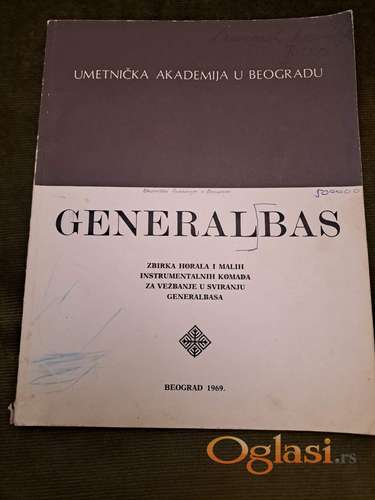 UMETNIČKA AKADEMIJA U BEOGRADU
GENERALBAS
ZBIRKA HORALA I MALIH
INSTRUMENTALNIH KOMADA
ZA VEŽBANJE U SVIRANJU
GENERALBASA
BEOGRAD 1969.
Oglasi.rs